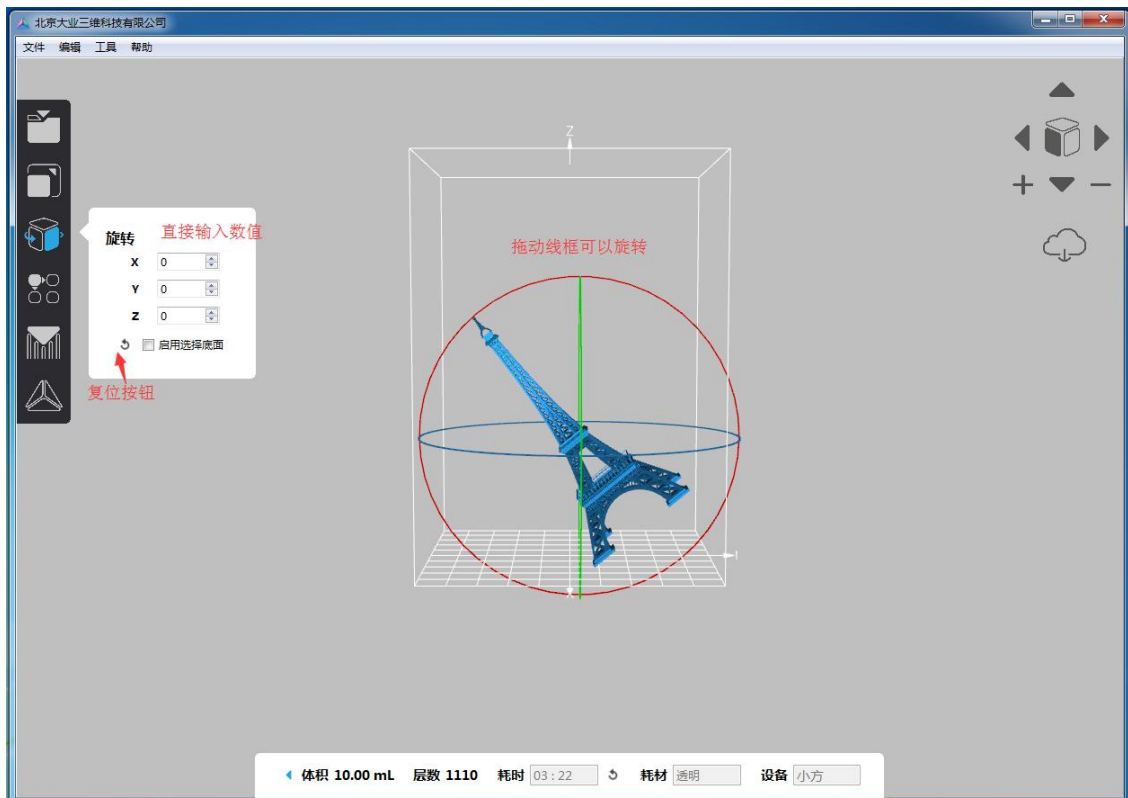 北京大业三维科技有限公司
文件 编辑 工具 帮助
Z
旋转 直接输入数值
拖动线框可以旋转
X 0
Y 0
Z 0
启用选择底面
复位按钮
X
体积 10.00 mL 层数 1110 耗时 03:22 耗材 透明 设备 小方